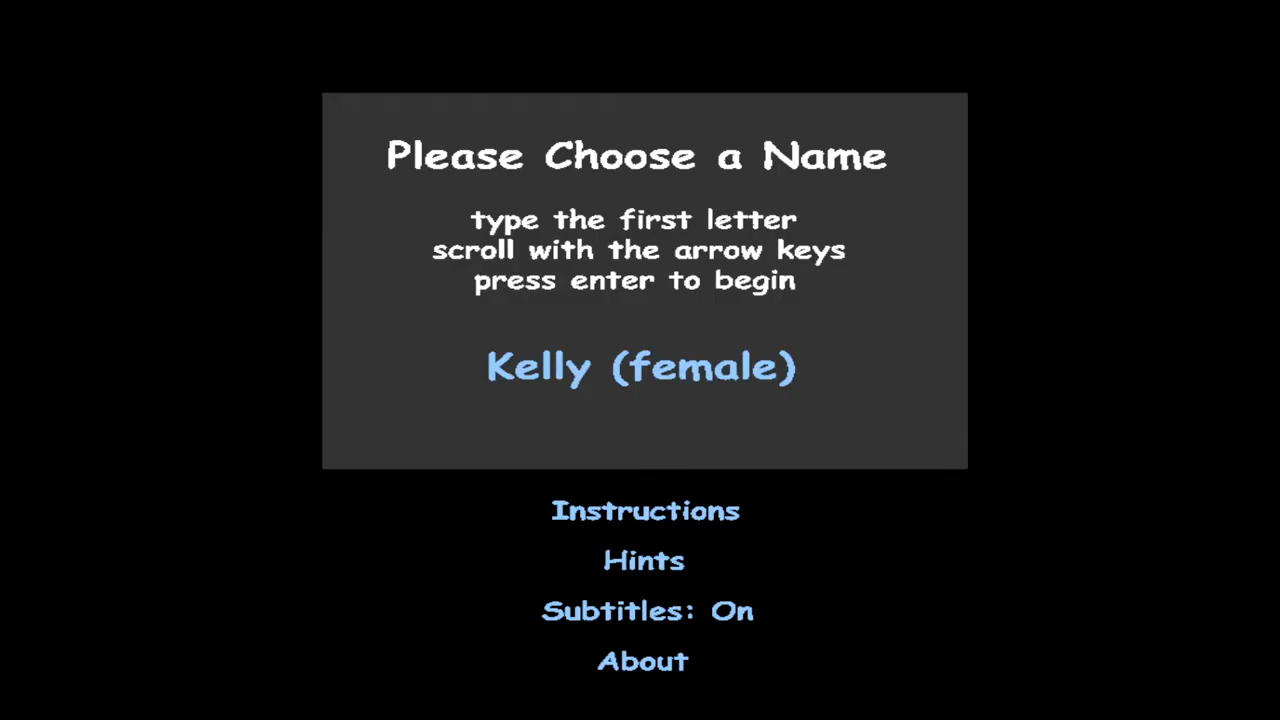 Please Choose a Name
type the first letter
scroll with the arrow keys
press enter to begin
Kelly (female)
Instructions
Hints
Subtitles: On
About